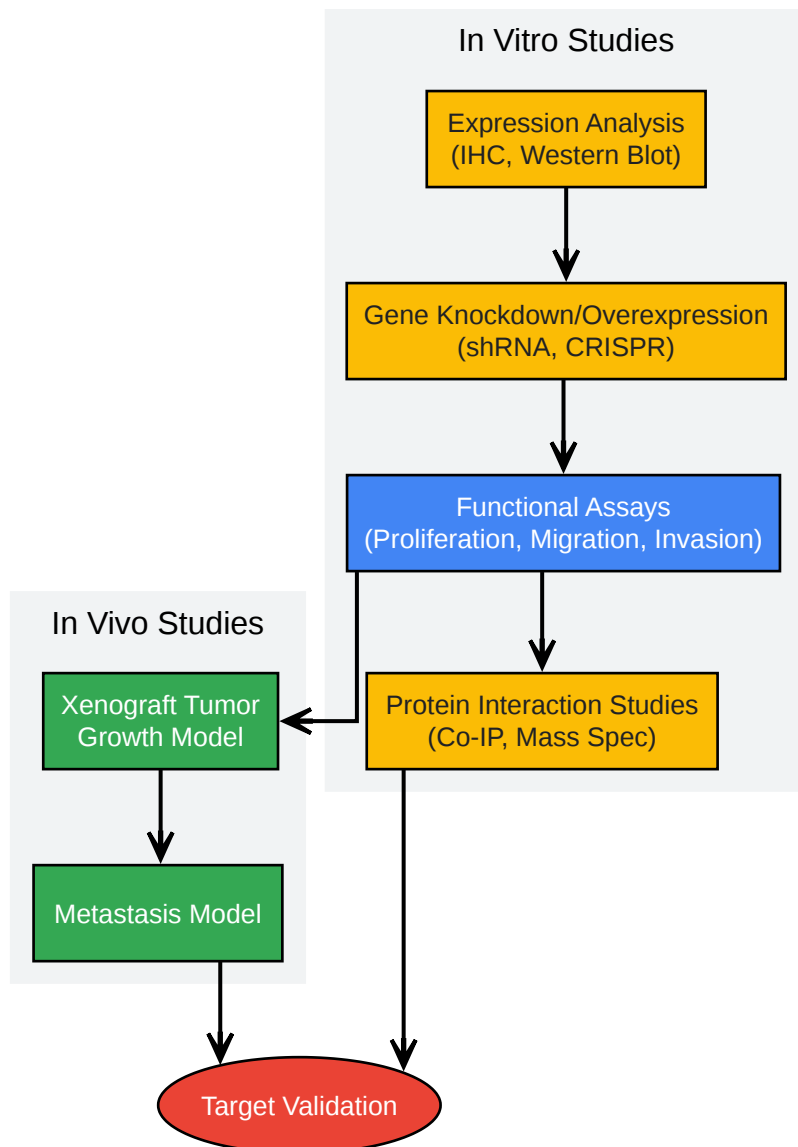 In Vitro Studies
Expression Analysis
(IHC, Western Blot)
Gene Knockdown/Overexpression
(shRNA, CRISPR)
Functional Assays
(Proliferation, Migration, Invasion)
In Vivo Studies
Xenograft Tumor
Growth Model
Protein Interaction Studies
(Co-IP, Mass Spec)
Metastasis Model
Target Validation